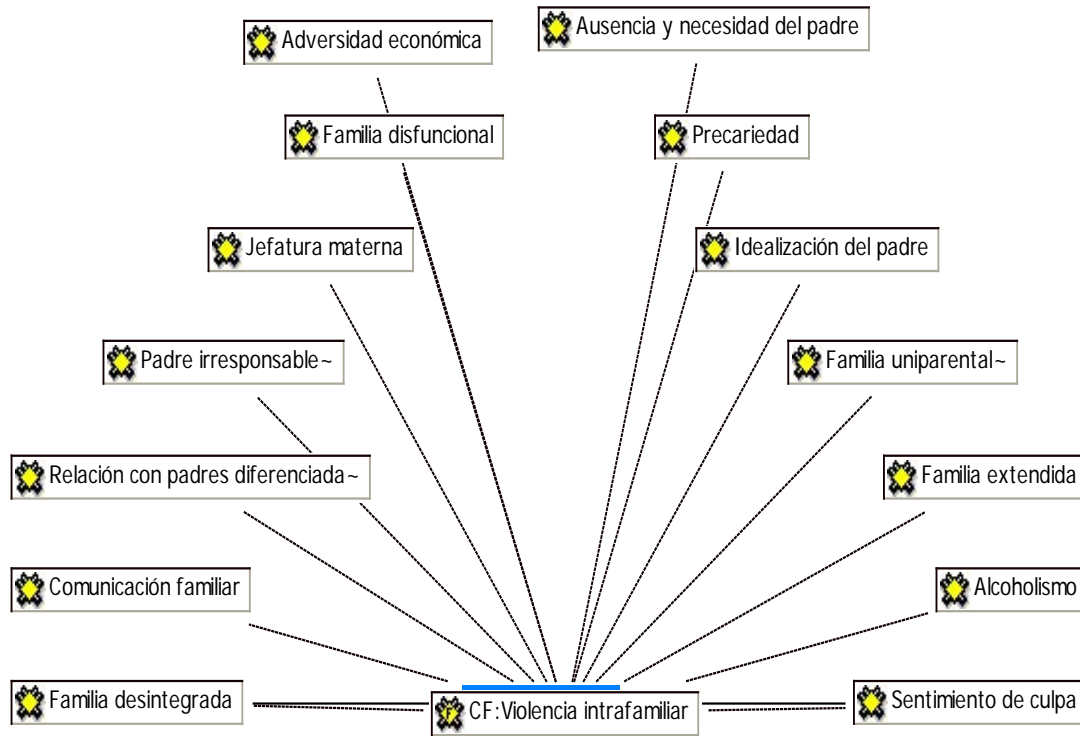 Adversidad económica
Ausencia y necesidad del padre
Familia disfuncional
Precariedad
Jefatura materna
Idealización del padre
Padre irresponsable~
Familia uniparental~
Relación con padres diferenciada~
Familia extendida
Comunicación familiar
Alcoholismo
Familia desintegrada
F CF:Violencia intrafamiliar
Sentimiento de culpa